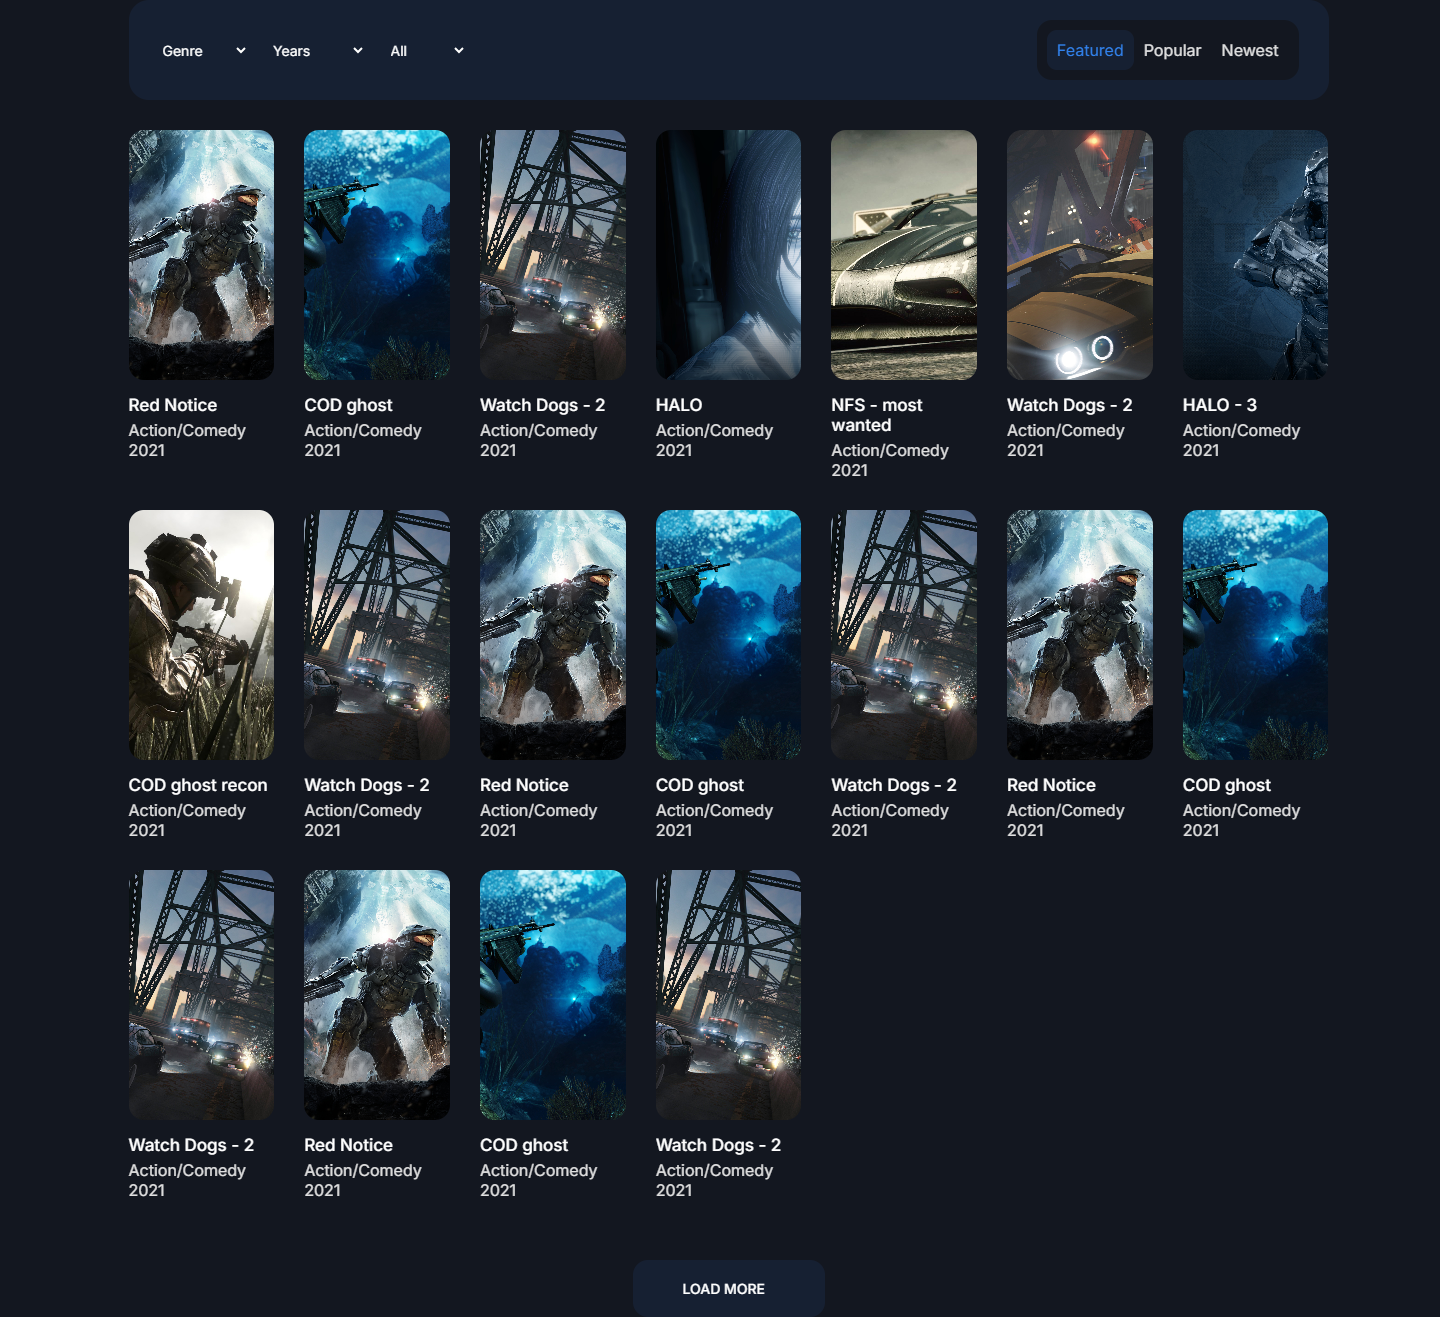 Genre Years All Featured Popular Newest
Red Notice
Action/Comedy
2021
COD ghost
Action/Comedy
2021
Watch Dogs - 2
Action/Comedy
2021
HALO
Action/Comedy
2021
NFS - most
wanted
Action/Comedy
2021
Watch Dogs - 2
Action/Comedy
2021
HALO - 3
Action/Comedy
2021
COD ghost recon
Action/Comedy
2021
Watch Dogs - 2
Action/Comedy
2021
Red Notice
Action/Comedy
2021
COD ghost
Action/Comedy
2021
Watch Dogs - 2
Action/Comedy
2021
Red Notice
Action/Comedy
2021
COD ghost
Action/Comedy
2021
Watch Dogs - 2
Action/Comedy
2021
Red Notice
Action/Comedy
2021
COD ghost
Action/Comedy
2021
Watch Dogs - 2
Action/Comedy
2021
LOAD MORE